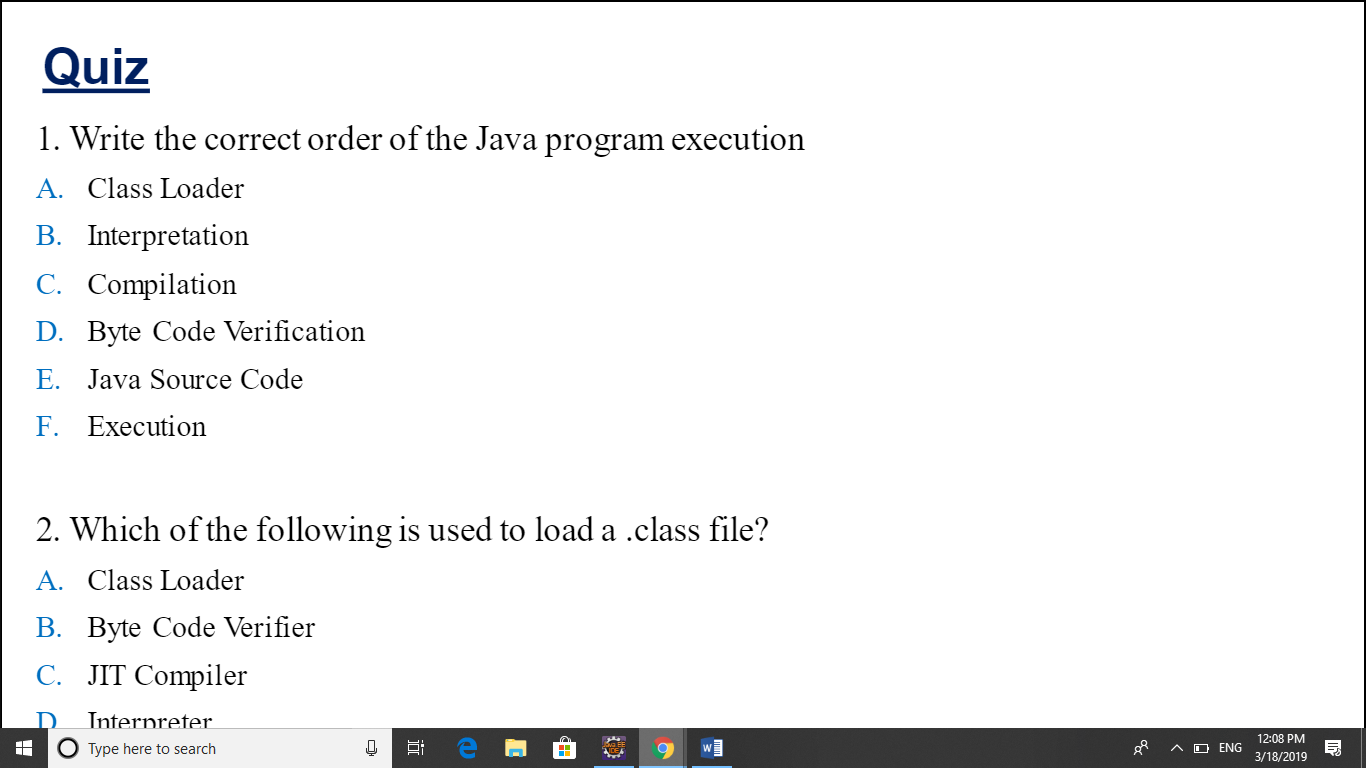 Quiz
1. Write the correct order of the Java program execution
A. Class Loader
B. Interpretation
C. Compilation
D. Byte Code Verification
E. Java Source Code
F. Execution
2. Which of the following is used to load a .class file?
A. Class Loader
B. Byte Code Verifier
C. JIT Compiler
D. Interpreter
Type here to search
ENG
12:08 PM
3/18/2019